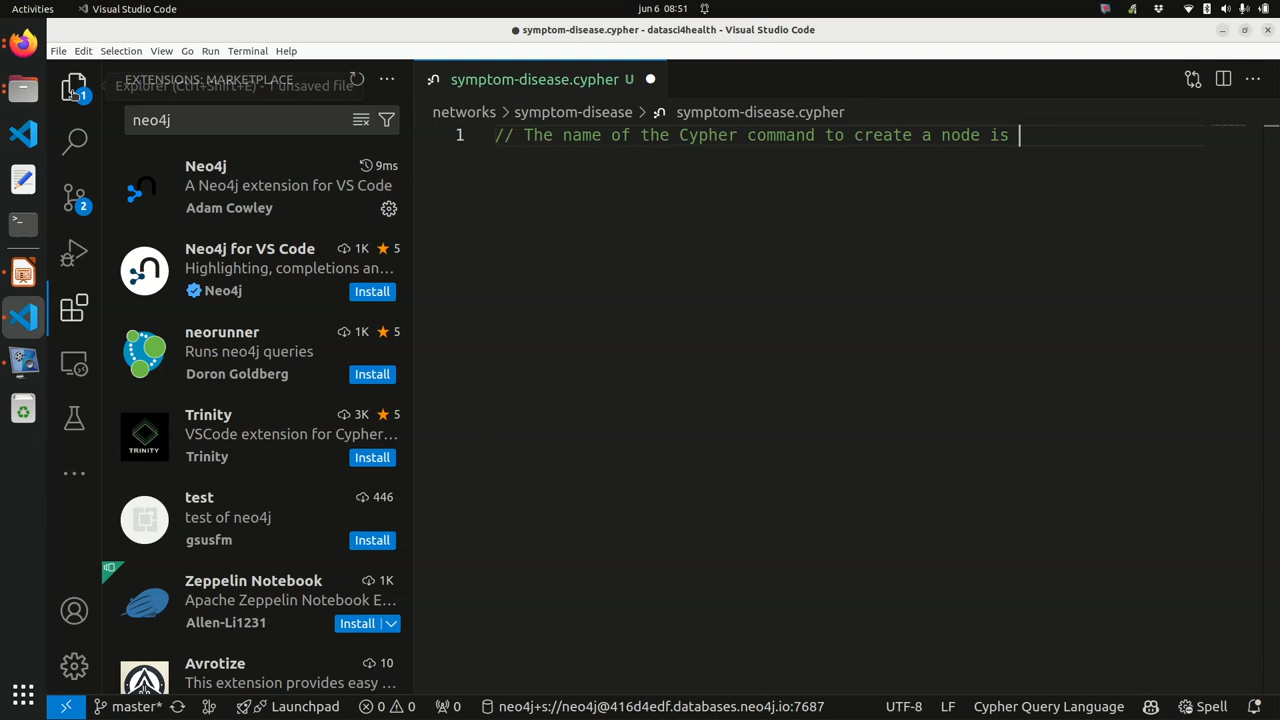 Activities
Visual Studio Code
jun 6 08:51
symptom-disease.cypher - datasci4health - Visual Studio Code
File Edit Selection View Go Run Terminal Help
EXTENSIONS: MARKETPLACE
Explorer (Ctrl+Shift+E) - 1 unsaved file
symptom-disease.cypher U
1
neo4j
networks > symptom-disease > symptom-disease.cypher
1 // The name of the Cypher command to create a node is
Neo4j 9ms
A Neo4j extension for VS Code
Adam Cowley
2
Neo4j for VS Code 1K 5
Highlighting, completions an...
Neo4j Install
neorunner 1K 5
Runs neo4j queries
Doron Goldberg Install
Trinity 3K 5
VSCode extension for Cypher...
Trinity Install
TRINITY
test 446
test of neo4j
gsusfm Install
Zeppelin Notebook 1K
Apache Zeppelin Notebook E...
Allen-Li1231 Install
Avrotize 10
This extension provides easy ...
master* Launchpad 0 0 0 neo4j+s://neo4j@416d4edf.databases.neo4j.io:7687 UTF-8 LF Cypher Query Language Spell